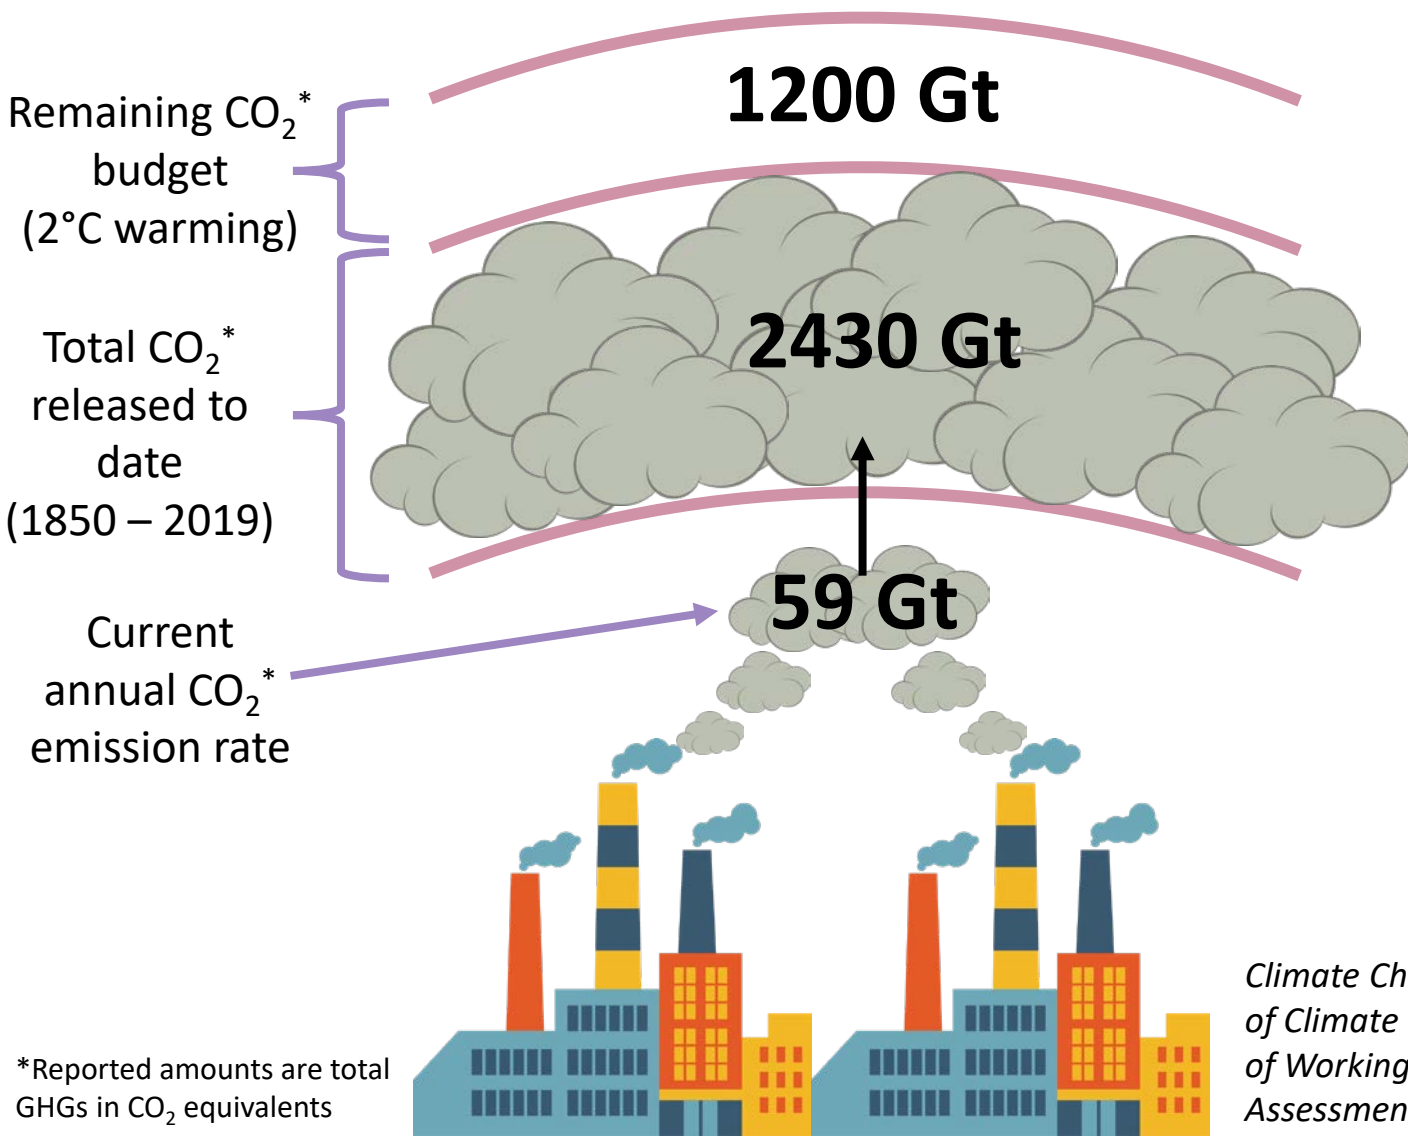 1200 Gt
Remaining CO₂*
budget
(2°C warming)
2430 Gt
Total CO₂*
released to
date
(1850 – 2019)
59 Gt
Current
annual CO₂*
emission rate
*Reported amounts are total
GHGs in CO₂ equivalents
Climate Ch
of Climate
of Working
Assessmen